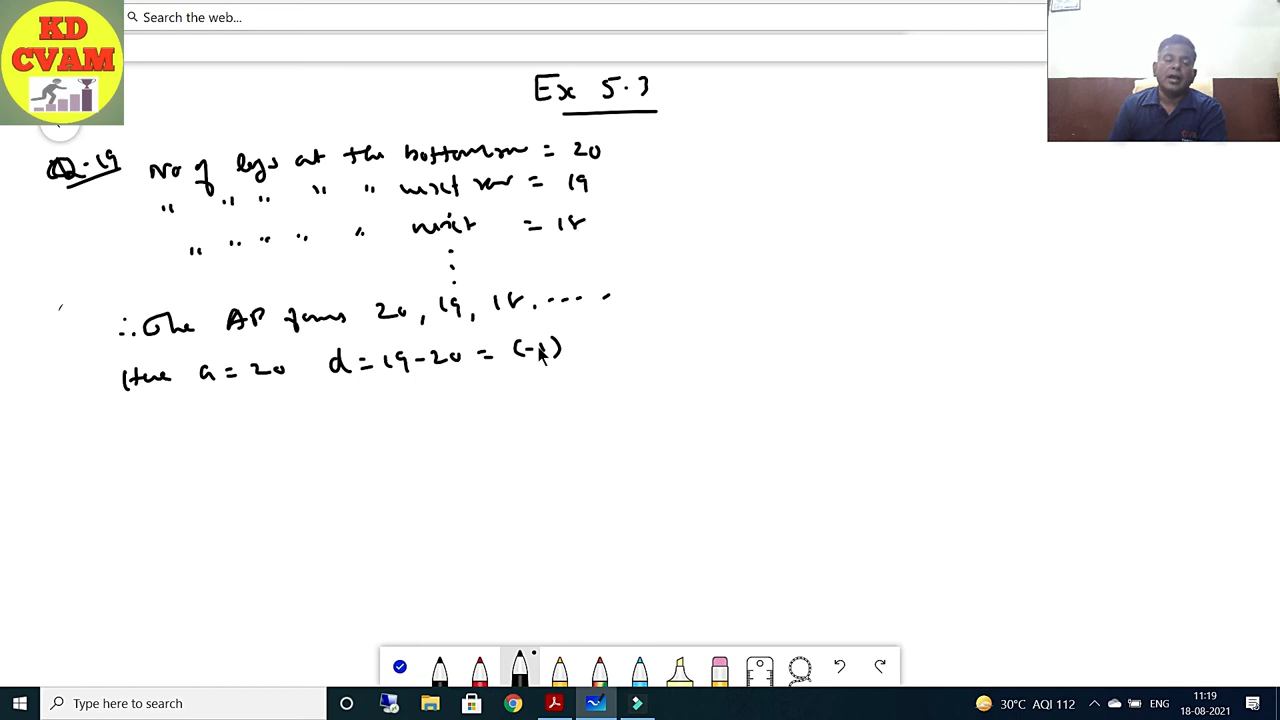 Search the web...
KD
CVAM
Ex 5.3
Q-19 No of logs at the bottom row = 20
" " " " " next row = 19
" " " " " next = 18
∴ The AP forms 20, 19, 18, .....
Here a = 20 d = 19 - 20 = (-1)
Type here to search
30°C AQI 112
ENG
11:19
18-08-2021